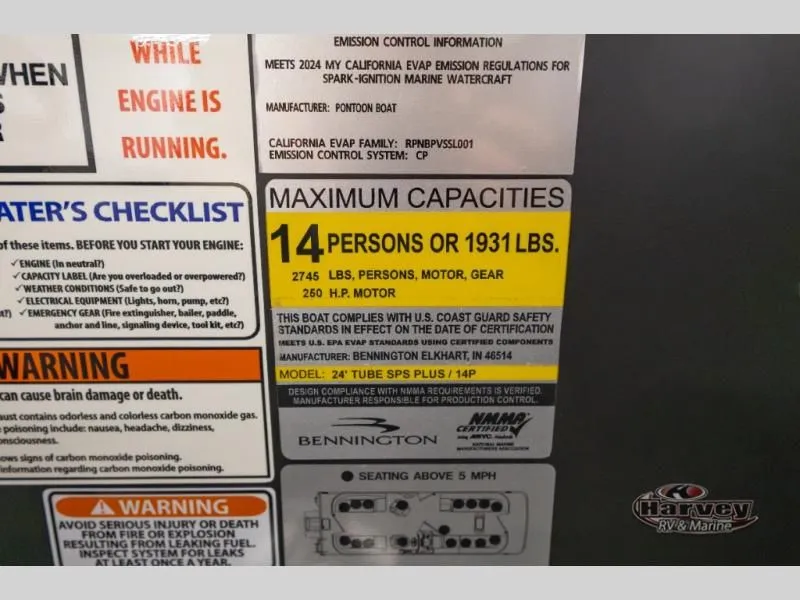 WHEN
WHILE
ENGINE IS
RUNNING.
EMISSION CONTROL INFORMATION
MEETS 2024 MY CALIFORNIA EVAP EMISSION REGULATIONS FOR
SPARK-IGNITION MARINE WATERCRAFT
MANUFACTURER: PONTOON BOAT
CALIFORNIA EVAP FAMILY: RPNBPVSSL001
EMISSION CONTROL SYSTEM: CP
ATER'S CHECKLIST
of these items. BEFORE YOU START YOUR ENGINE:
✓ENGINE (In neutral?)
✓CAPACITY LABEL (Are you overloaded or overpowered?)
✓WEATHER CONDITIONS (Safe to go out?)
✓ELECTRICAL EQUIPMENT (Lights, horn, pump, etc?)
✓EMERGENCY GEAR (Fire extinguisher, bailer, paddle,
anchor and line, signaling device, tool kit, etc?)
MAXIMUM CAPACITIES
14 PERSONS OR 1931 LBS.
2745 LBS, PERSONS, MOTOR, GEAR
250 H.P. MOTOR
THIS BOAT COMPLIES WITH U.S. COAST GUARD SAFETY
STANDARDS IN EFFECT ON THE DATE OF CERTIFICATION
MEETS U.S. EPA EVAP STANDARDS USING CERTIFIED COMPONENTS
MANUFACTURER: BENNINGTON ELKHART, IN 46514
MODEL: 24' TUBE SPS PLUS / 14P
DESIGN COMPLIANCE WITH NMMA REQUIREMENTS IS VERIFIED.
MANUFACTURER RESPONSIBLE FOR PRODUCTION CONTROL.
BENNINGTON
NMMA
CERTIFIED
NATIONAL MARINE
MANUFACTURERS ASSOCIATION
WARNING
can cause brain damage or death.
aust contains odorless and colorless carbon monoxide gas.
poisoning include: nausea, headache, dizziness,
onsciousness.
hows signs of carbon monoxide poisoning.
information regarding carbon monoxide poisoning.
WARNING
AVOID SERIOUS INJURY OR DEATH
FROM FIRE OR EXPLOSION
RESULTING FROM LEAKING FUEL.
INSPECT SYSTEM FOR LEAKS
AT LEAST ONCE A YEAR.
SEATING ABOVE 5 MPH
Harvey
RV & Marine